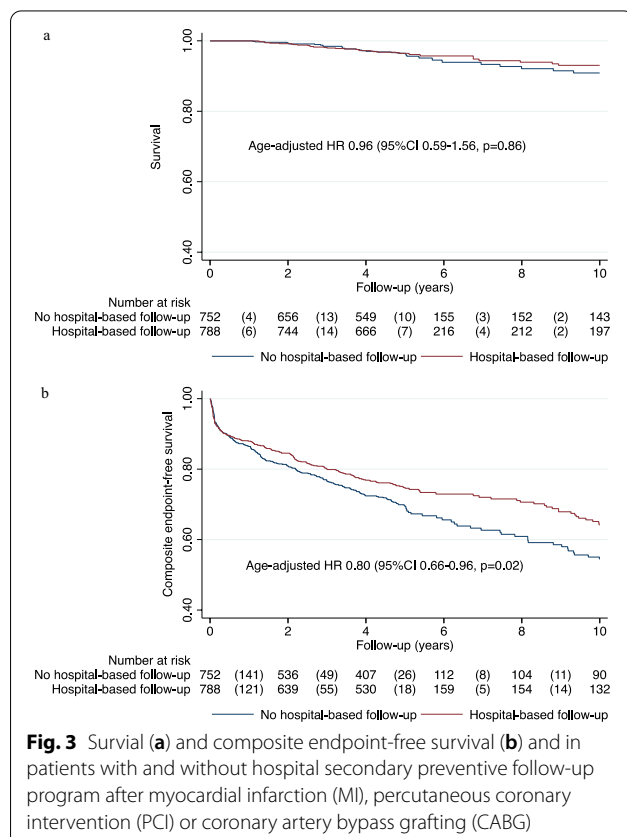 a
1.00
0.80
0.60
0.40
Survival
Age-adjusted HR 0.96 (95%CI 0.59-1.56, p=0.86)
0 2 4 6 8 10
Follow-up (years)
Number at risk
No hospital-based follow-up 752 (4) 656 (13) 549 (10) 155 (3) 152 (2) 143
Hospital-based follow-up 788 (6) 744 (14) 666 (7) 216 (4) 212 (2) 197
No hospital-based follow-up Hospital-based follow-up
b
1.00
0.80
0.60
0.40
Composite endpoint-free survival
Age-adjusted HR 0.80 (95%CI 0.66-0.96, p=0.02)
0 2 4 6 8 10
Follow-up (years)
Number at risk
No hospital-based follow-up 752 (141) 536 (49) 407 (26) 112 (8) 104 (11) 90
Hospital-based follow-up 788 (121) 639 (55) 530 (18) 159 (5) 154 (14) 132
No hospital-based follow-up Hospital-based follow-up
Fig. 3 Survial (a) and composite endpoint-free survival (b) and in
patients with and without hospital secondary preventive follow-up
program after myocardial infarction (MI), percutaneous coronary
intervention (PCI) or coronary artery bypass grafting (CABG)